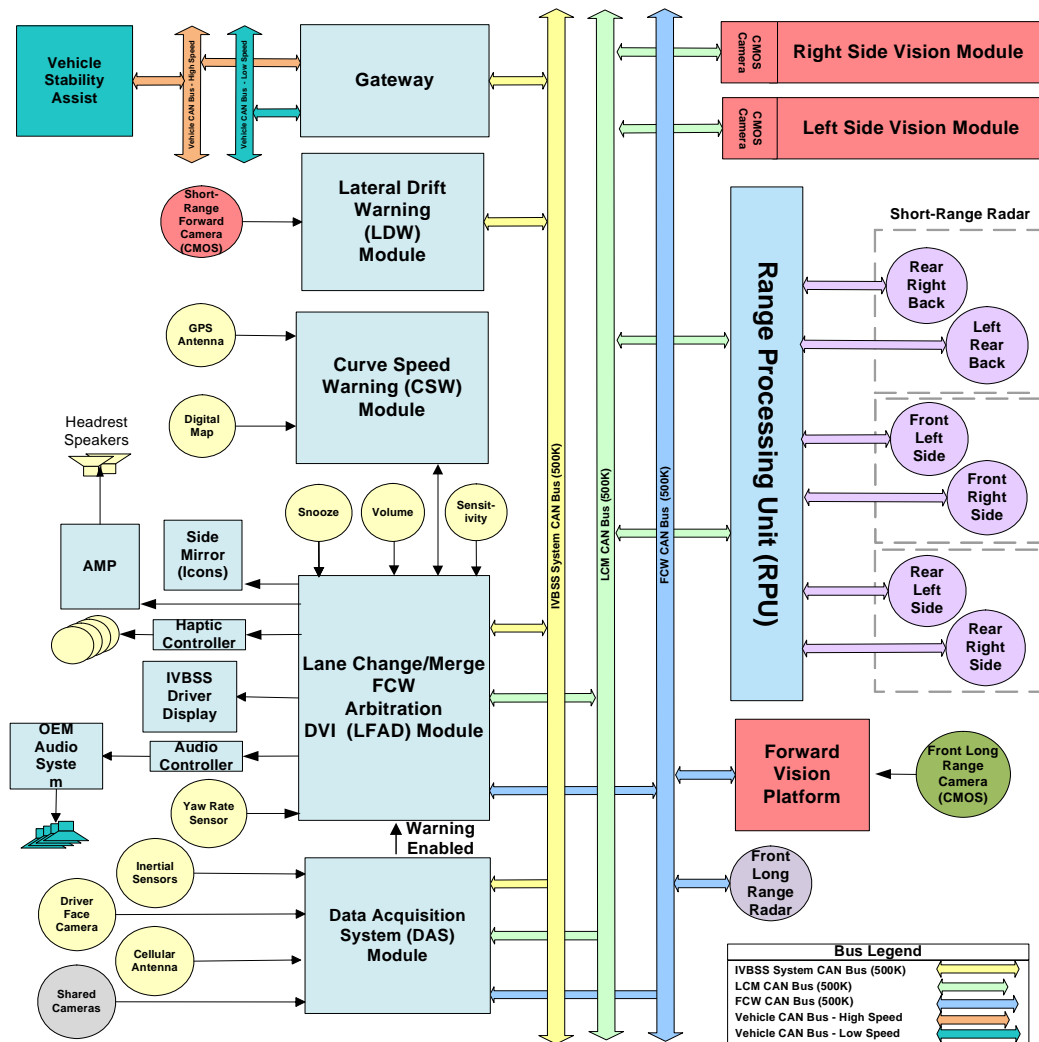 Vehicle
Stability
Assist
Vehicle CAN Bus - High Speed
Vehicle CAN Bus - Low Speed
Gateway
CMOS
Camera
Right Side Vision Module
CMOS
Camera
Left Side Vision Module
Short-
Range
Forward
Camera
(CMOS)
Lateral Drift
Warning
(LDW)
Module
Short-Range Radar
Rear
Right
Back
Left
Rear
Back
Front
Left
Side
Front
Right
Side
Rear
Left
Side
Rear
Right
Side
Range Processing Unit (RPU)
GPS
Antenna
Digital
Map
Curve Speed
Warning (CSW)
Module
Headrest
Speakers
AMP
Side
Mirror
(Icons)
Snooze
Volume
Sensit-
ivity
IVBSS System CAN Bus (500K)
LCM CAN Bus (500K)
FCW CAN Bus (500K)
Haptic
Controller
IVBSS
Driver
Display
OEM
Audio
Syste
m
Audio
Controller
Lane Change/Merge
FCW
Arbitration
DVI (LFAD) Module
Yaw Rate
Sensor
Warning
Enabled
Forward
Vision
Platform
Front Long
Range
Camera
(CMOS)
Front
Long
Range
Radar
Inertial
Sensors
Driver
Face
Camera
Cellular
Antenna
Shared
Cameras
Data Acquisition
System (DAS)
Module
Bus Legend
IVBSS System CAN Bus (500K)
LCM CAN Bus (500K)
FCW CAN Bus (500K)
Vehicle CAN Bus - High Speed
Vehicle CAN Bus - Low Speed